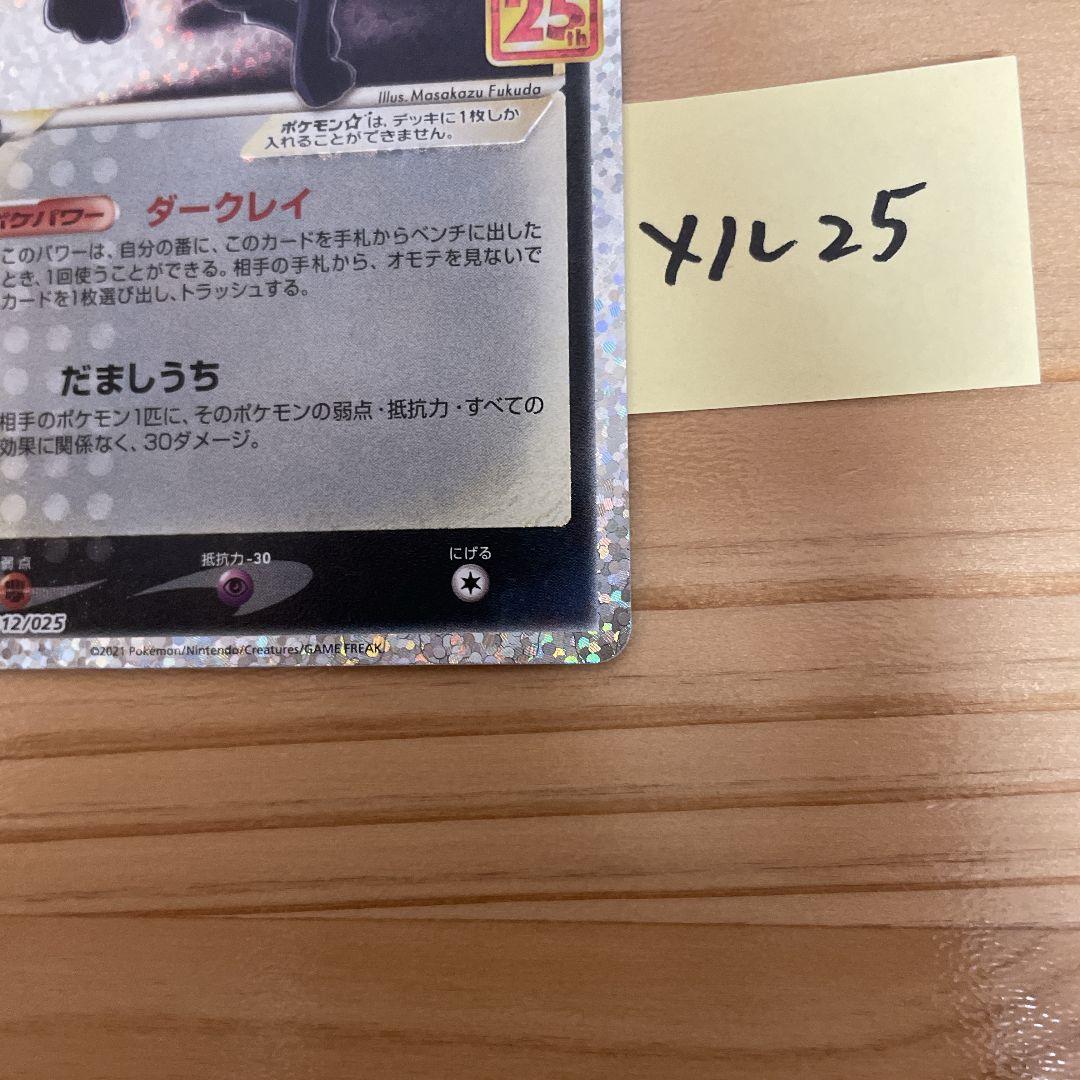 25th
Illus. Masakazu Fukuda
ポケモン☆は、デッキに1枚しか
入れることができません。
ポケパワー ダークレイ
このパワーは、自分の番に、このカードを手札からベンチに出した
とき、1回使うことができる。相手の手札から、オモテを見ないで
カードを1枚選び出し、トラッシュする。
だましうち
相手のポケモン1匹に、そのポケモンの弱点・抵抗力・すべての
効果に関係なく、30ダメージ。
弱点 抵抗力 -30 にげる
12/025
©2021 Pokémon/Nintendo/Creatures/GAME FREAK.
メル25